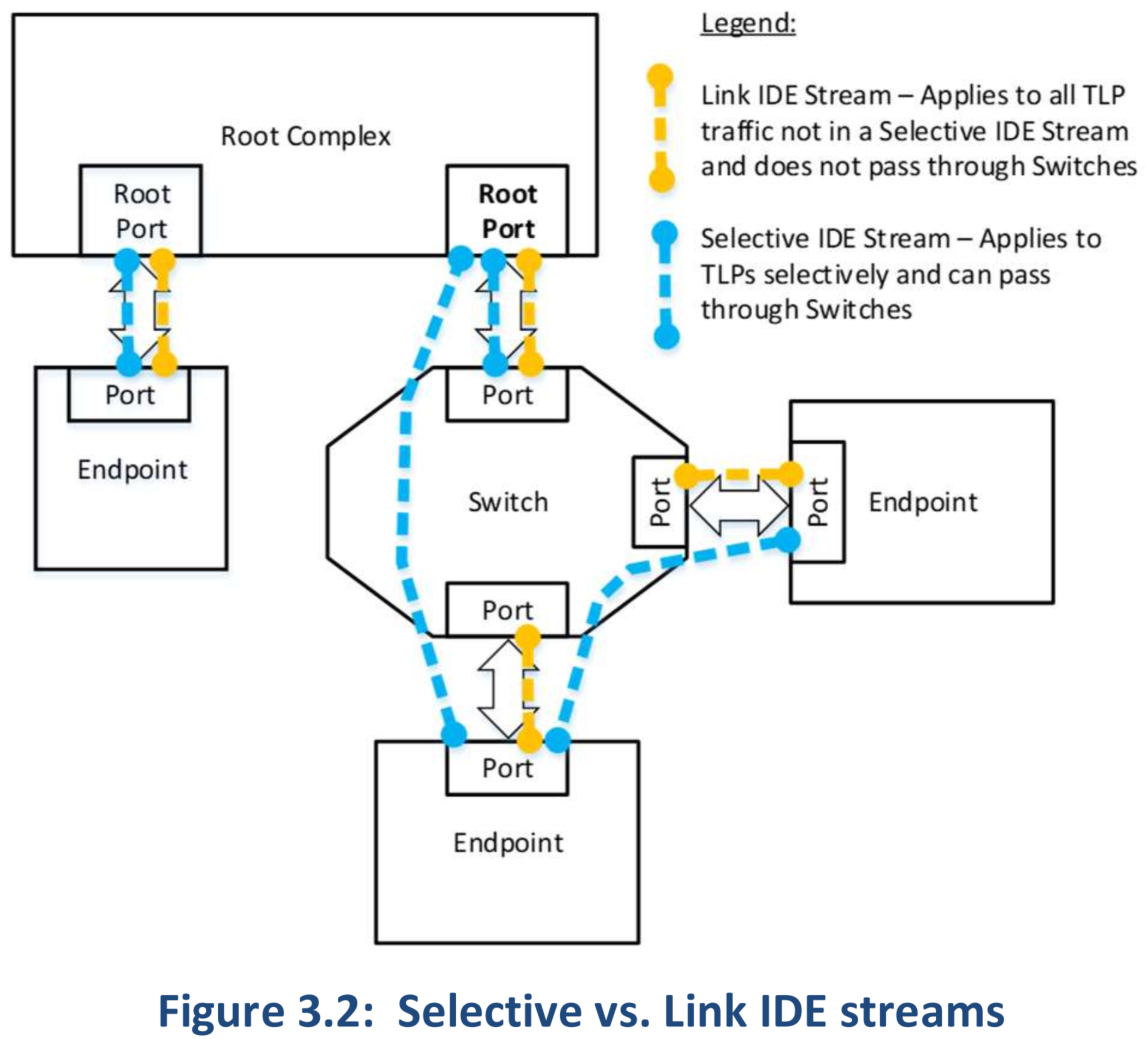 Legend:
Link IDE Stream – Applies to all TLP
traffic not in a Selective IDE Stream
and does not pass through Switches
Selective IDE Stream – Applies to
TLPs selectively and can pass
through Switches
Root Complex
Root
Port
Root
Port
Port
Endpoint
Port
Switch
Port
Port
Endpoint
Port
Port
Endpoint
Figure 3.2: Selective vs. Link IDE streams